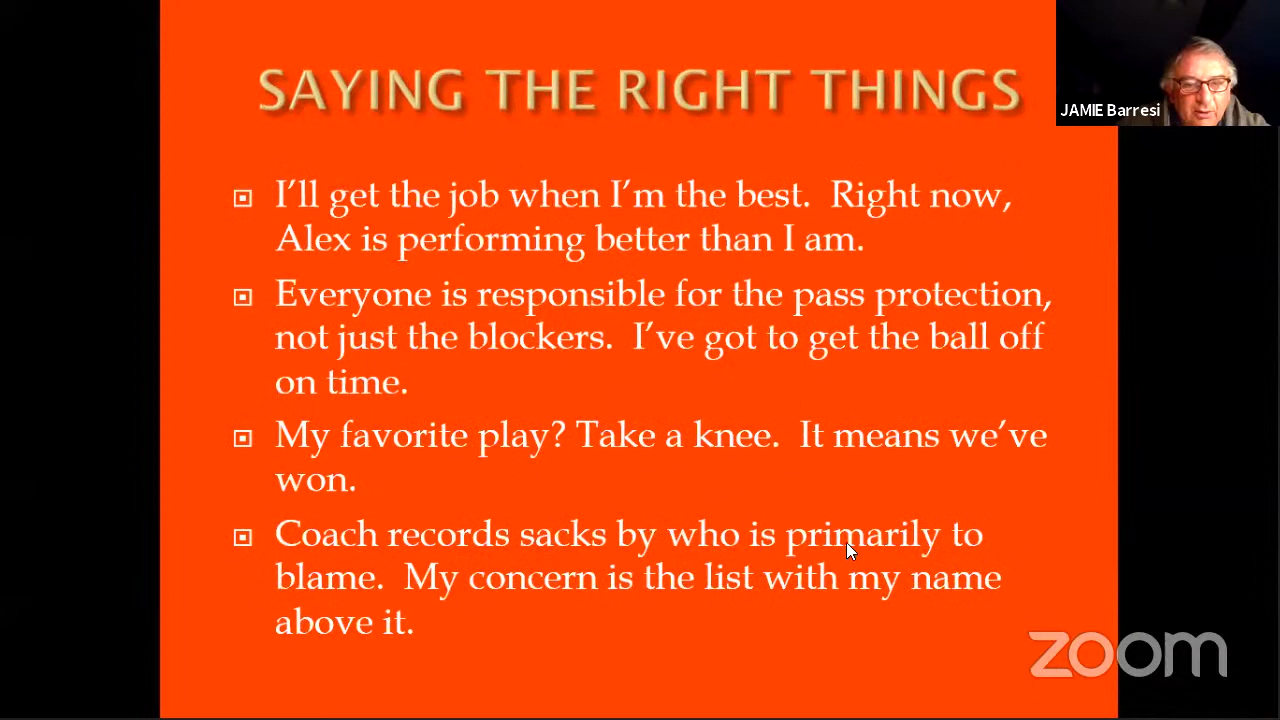 SAYING THE RIGHT THINGS
JAMIE Barresi
I’ll get the job when I’m the best.  Right now,
Alex is performing better than I am.
Everyone is responsible for the pass protection,
not just the blockers.  I’ve got to get the ball off
on time.
My favorite play? Take a knee.  It means we’ve
won.
Coach records sacks by who is primarily to
blame.  My concern is the list with my name
above it.
zoom